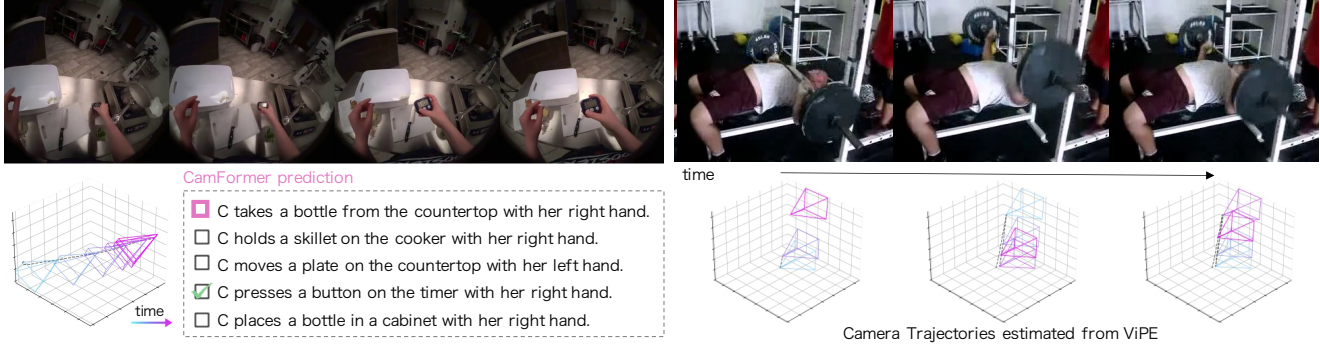 CamFormer prediction
C takes a bottle from the countertop with her right hand.
C holds a skillet on the cooker with her right hand.
C moves a plate on the countertop with her left hand.
C presses a button on the timer with her right hand.
C places a bottle in a cabinet with her right hand.
time
time
Camera Trajectories estimated from ViPE